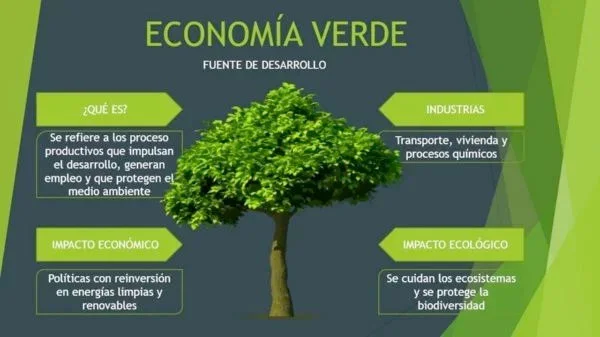 ECONOMÍA VERDE
FUENTE DE DESARROLLO
¿QUÉ ES?
Se refiere a los proceso
productivos que impulsan
el desarrollo, generan
empleo y que protegen el
medio ambiente
INDUSTRIAS
Transporte, vivienda y
procesos químicos
IMPACTO ECONÓMICO
Políticas con reinversión
en energías limpias y
renovables
IMPACTO ECOLÓGICO
Se cuidan los ecosistemas
y se protege la
biodiversidad